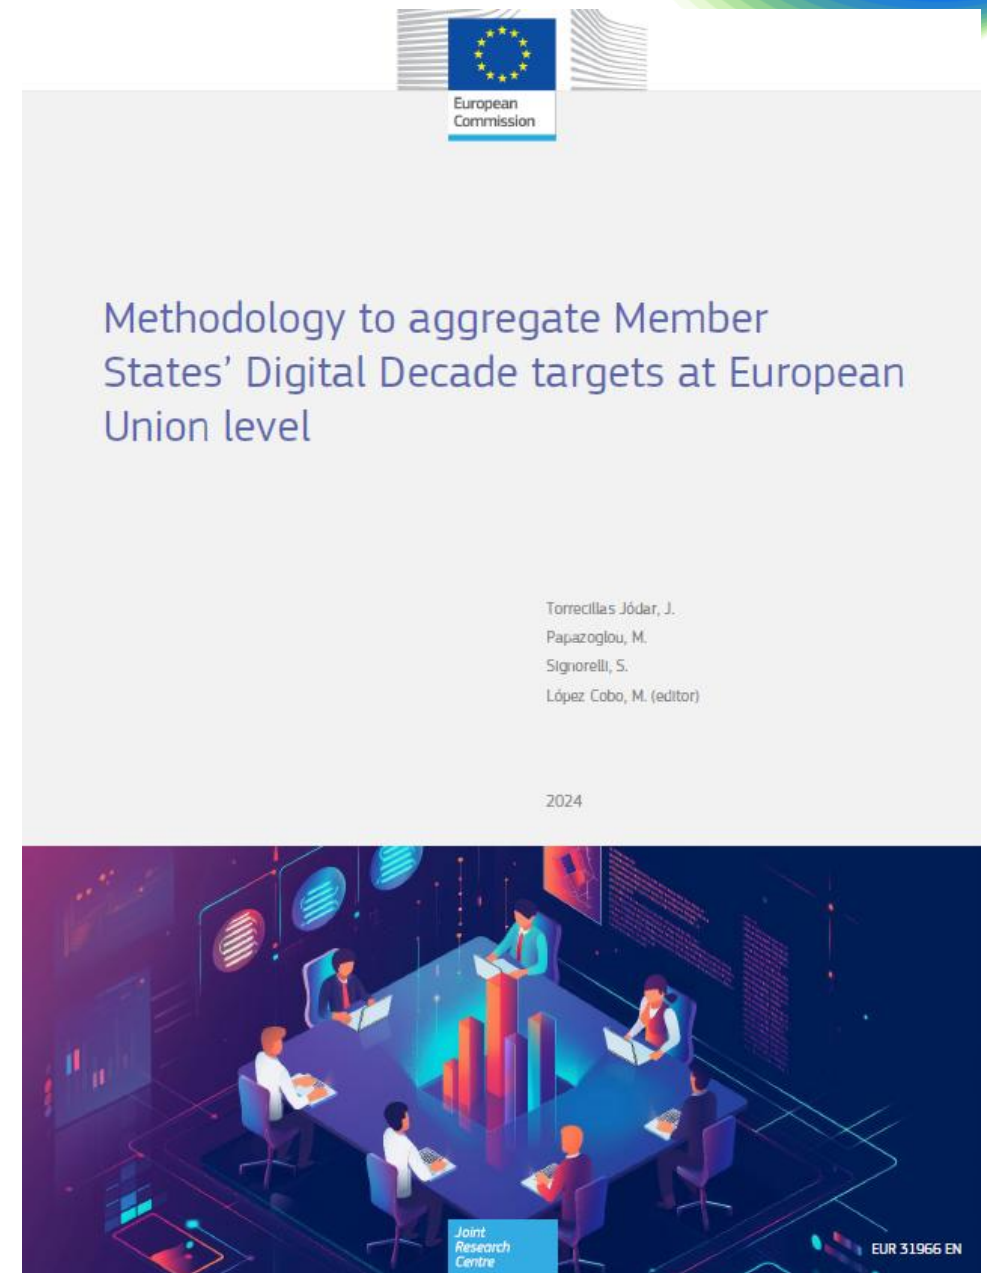 European
Commission
Methodology to aggregate Member
States’ Digital Decade targets at European
Union level
Torrecillas Jódar, J.
Papazoglou, M.
Signorelli, S.
López Cobo, M. (editor)
2024
Joint
Research
Centre
EUR 31966 EN